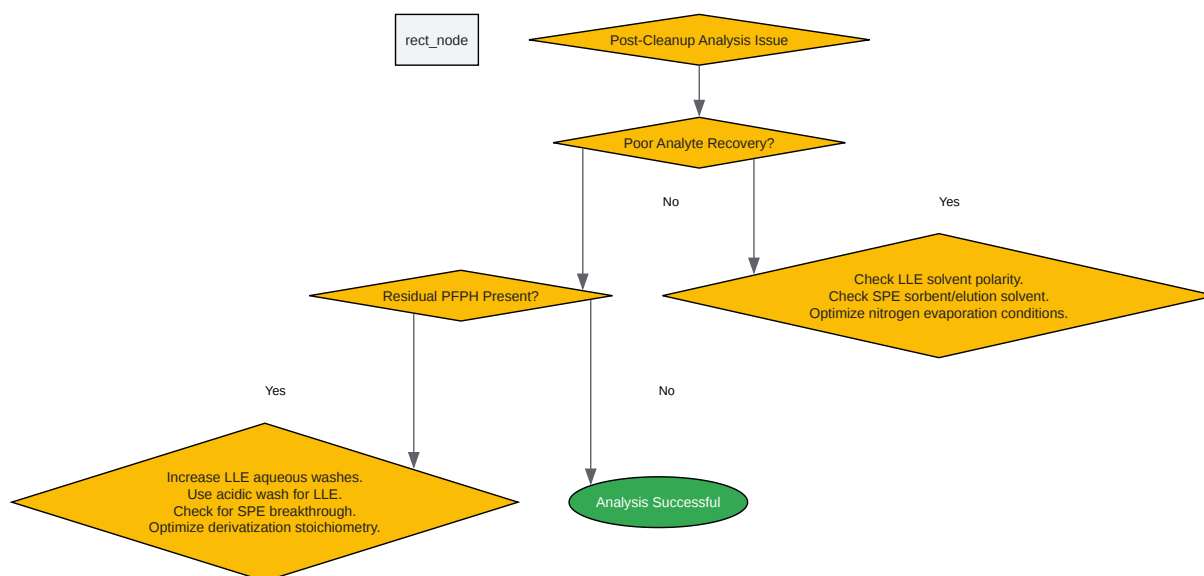 rect_node
Post-Cleanup Analysis Issue
Poor Analyte Recovery?
No
Yes
Check LLE solvent polarity.
Check SPE sorbent/elution solvent.
Optimize nitrogen evaporation conditions.
Residual PFPH Present?
Yes
No
Increase LLE aqueous washes.
Use acidic wash for LLE.
Check for SPE breakthrough.
Optimize derivatization stoichiometry.
Analysis Successful